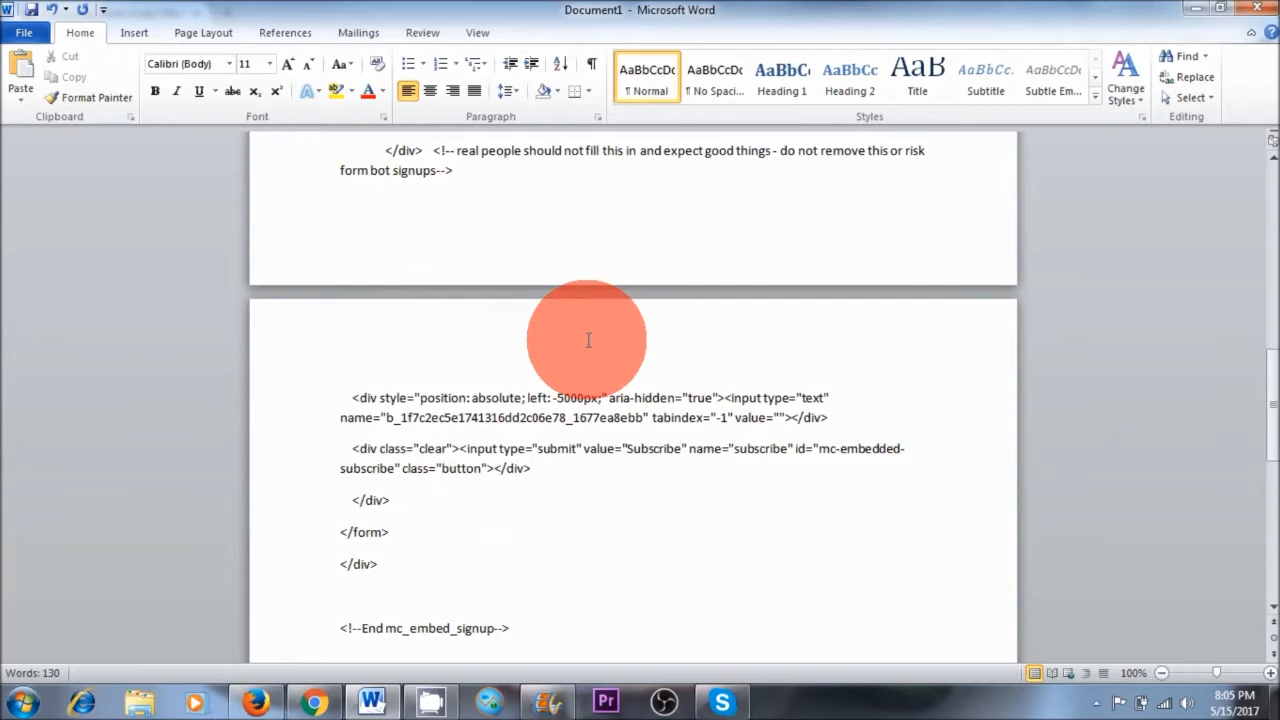 Document1 - Microsoft Word
File Home Insert Page Layout References Mailings Review View
Cut
Copy
Format Painter
Paste
Clipboard
Calibri (Body) 11
Font
Paragraph
AaBbCcDc AaBbCcDc AaBbC AaBbCc AaB AaBbCc. AaBbCcDc
¶ Normal ¶ No Spaci... Heading 1 Heading 2 Title Subtitle Subtle Em...
Change Styles
Styles
Find
Replace
Select
Editing
</div> <!-- real people should not fill this in and expect good things - do not remove this or risk
form bot signups-->
<div style="position: absolute; left: -5000px;" aria-hidden="true"><input type="text"
name="b_1f7c2ec5e1741316dd2c06e78_1677ea8ebb" tabindex="-1" value=""></div>
<div class="clear"><input type="submit" value="Subscribe" name="subscribe" id="mc-embedded-
subscribe" class="button"></div>
</div>
</form>
</div>
<!--End mc_embed_signup-->
Words: 130
100%
8:05 PM
5/15/2017